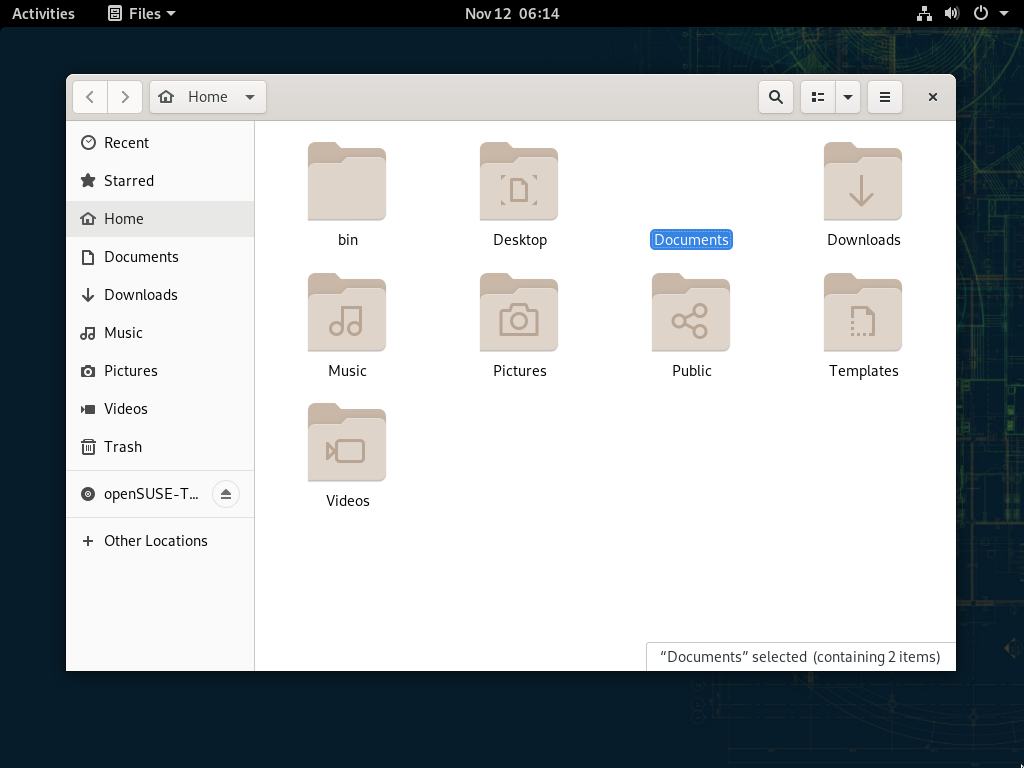 Activities Files Nov 12 06:14
Home
Recent
Starred
Home
Documents
Downloads
Music
Pictures
Videos
Trash
openSUSE-T...
Other Locations
bin Desktop Documents Downloads
Music Pictures Public Templates
Videos
“Documents” selected (containing 2 items)